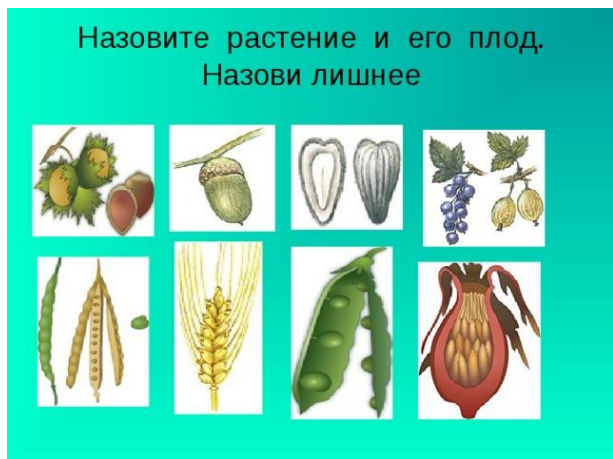 Назовите растение и его плод.
Назови лишнее